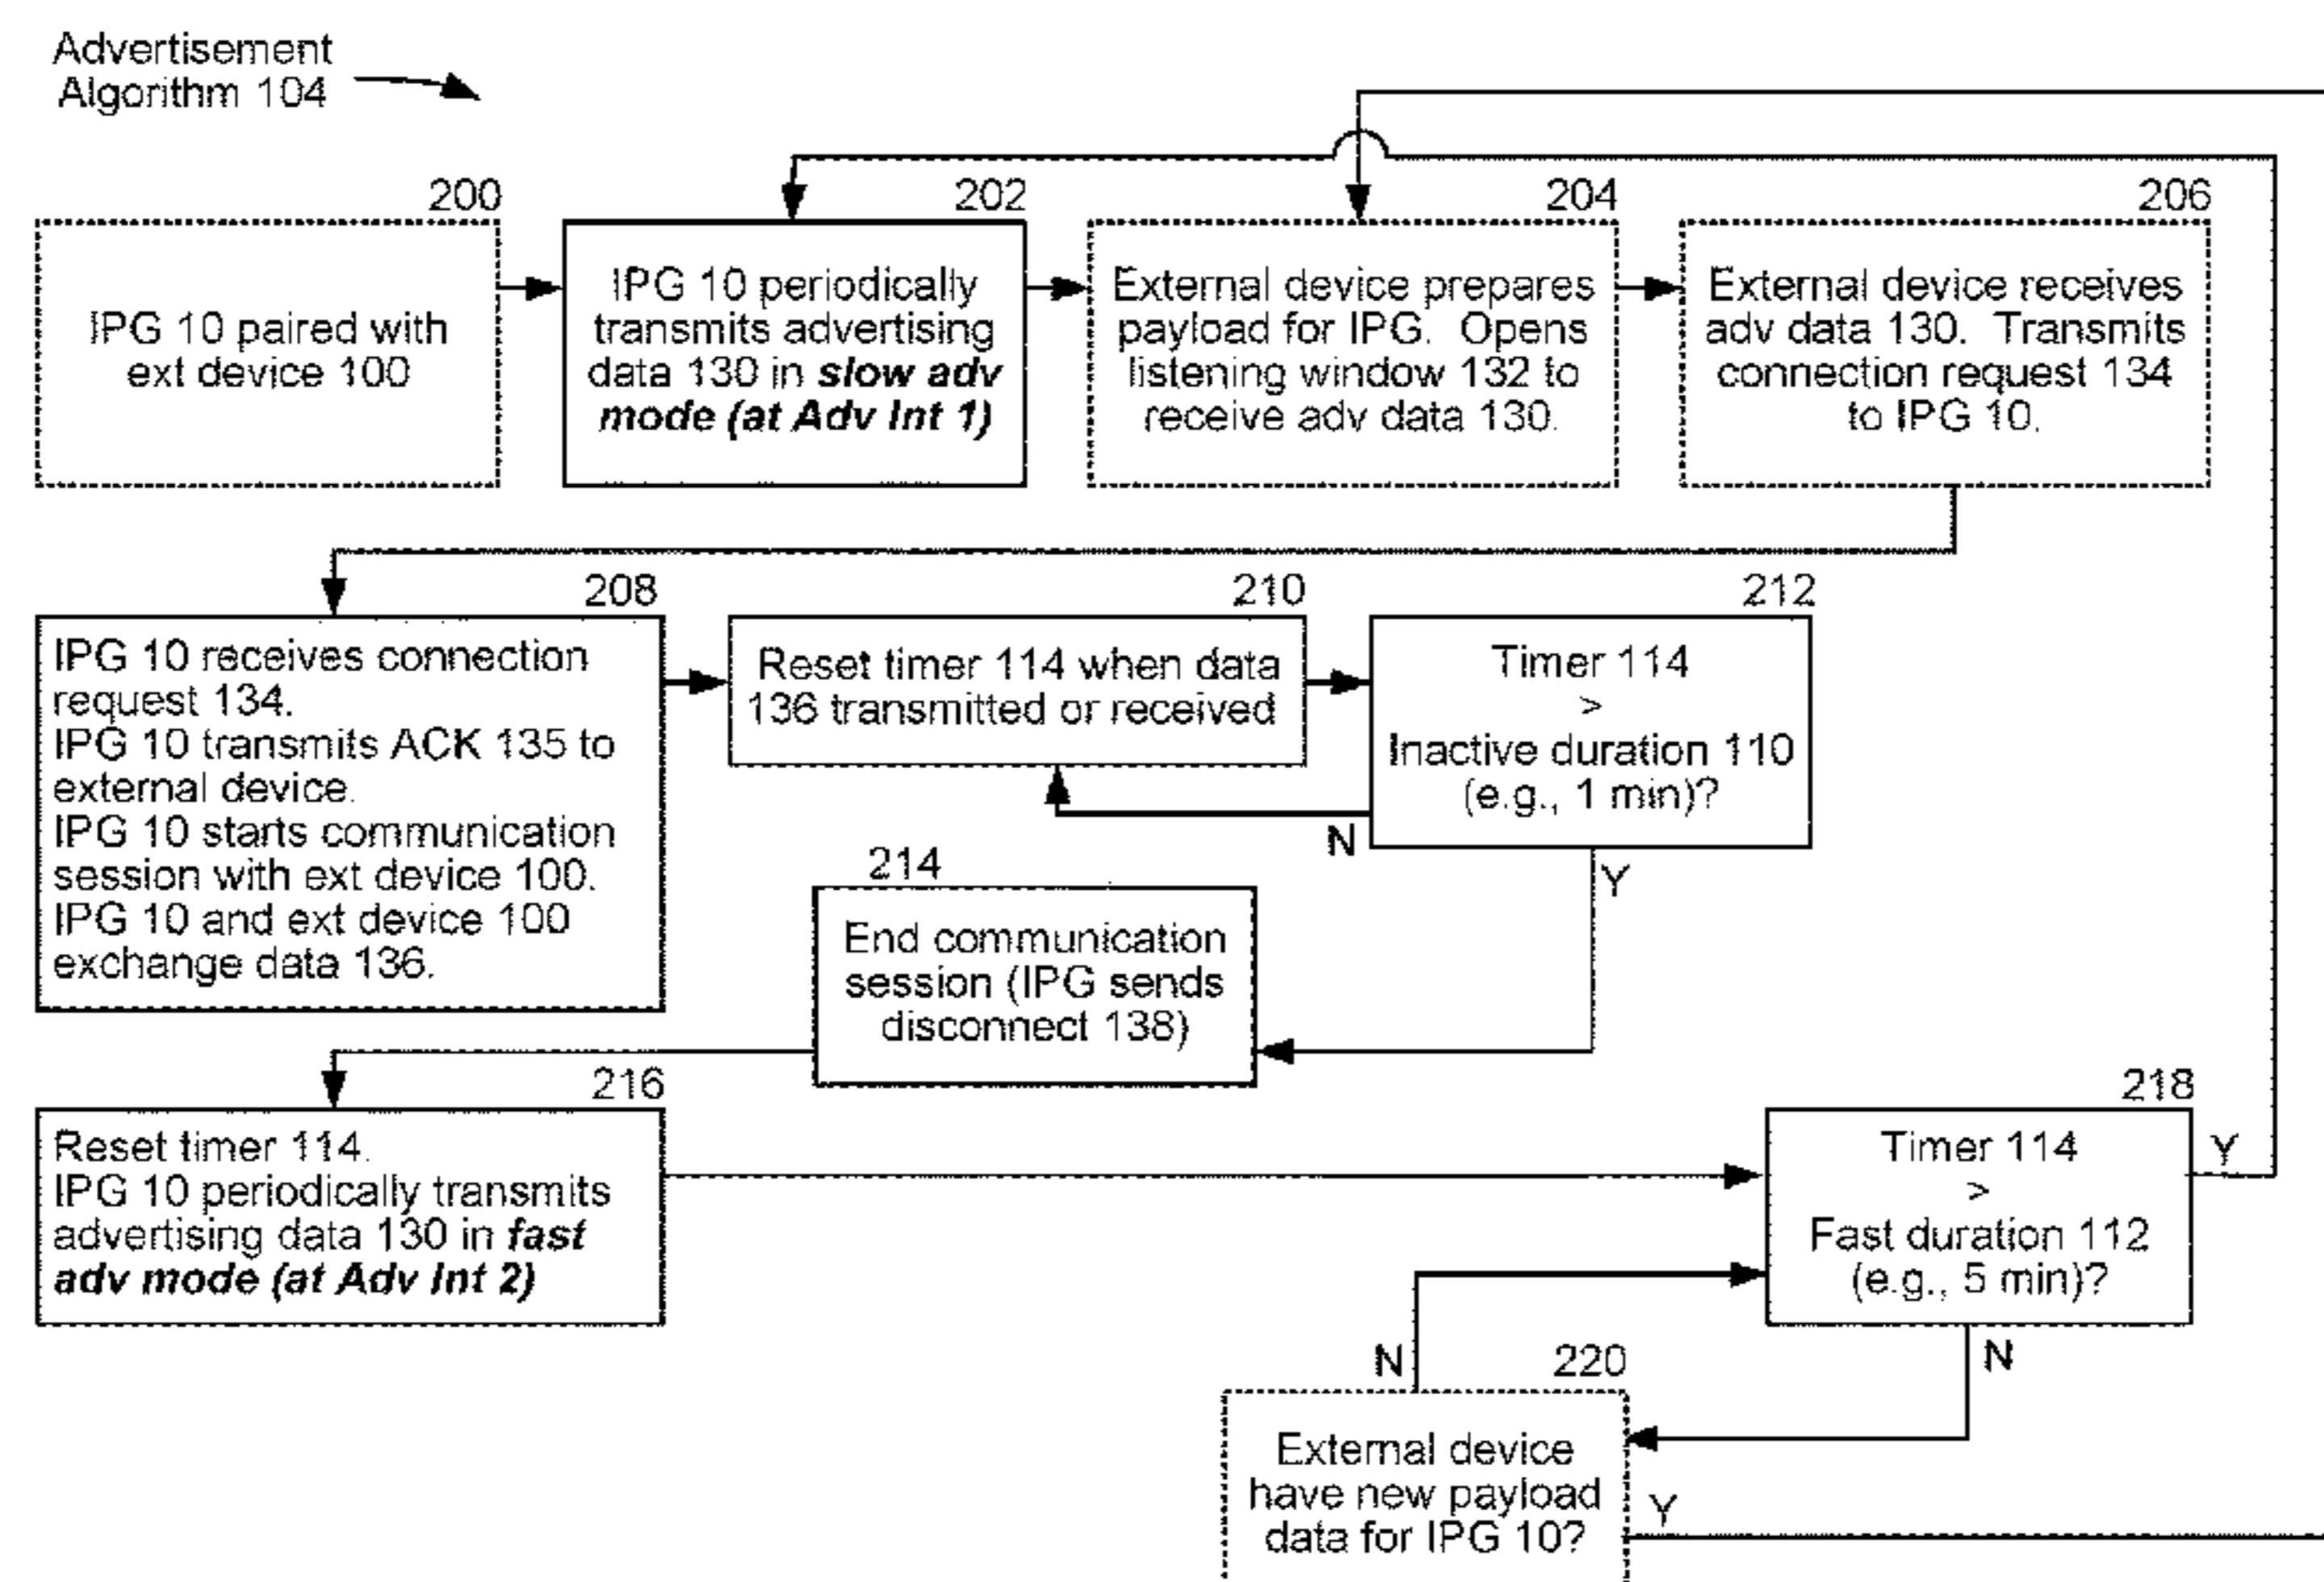 Advertisement
Algorithm 104
200
IPG 10 paired with
ext device 100
202
IPG 10 periodically
transmits advertising
data 130 in slow adv
mode (at Adv Int 1)
204
External device prepares
payload for IPG. Opens
listening window 132 to
receive adv data 130.
206
External device receives
adv data 130. Transmits
connection request 134
to IPG 10.
208
IPG 10 receives connection
request 134.
IPG 10 transmits ACK 135 to
external device.
IPG 10 starts communication
session with ext device 100.
IPG 10 and ext device 100
exchange data 136.
210
Reset timer 114 when data
136 transmitted or received
212
Timer 114
>
Inactive duration 110
(e.g., 1 min)?
N
Y
214
End communication
session (IPG sends
disconnect 138)
216
Reset timer 114.
IPG 10 periodically transmits
advertising data 130 in fast
adv mode (at Adv Int 2)
218
Timer 114
>
Fast duration 112
(e.g., 5 min)?
Y
N
N
220
External device
have new payload
data for IPG 10?
Y